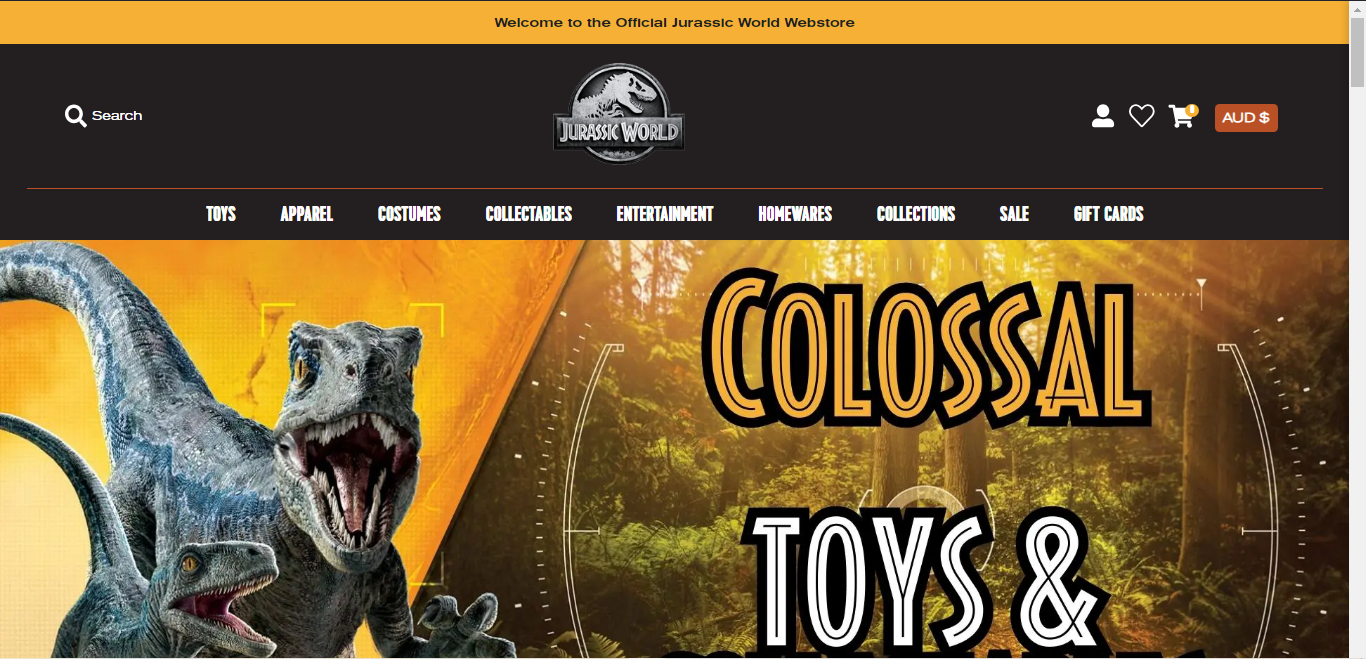 Welcome to the Official Jurassic World Webstore
Search
JURASSIC WORLD
AUD $
TOYS APPAREL COSTUMES COLLECTABLES ENTERTAINMENT HOMEWARES COLLECTIONS SALE GIFT CARDS
COLOSSAL
TOYS &